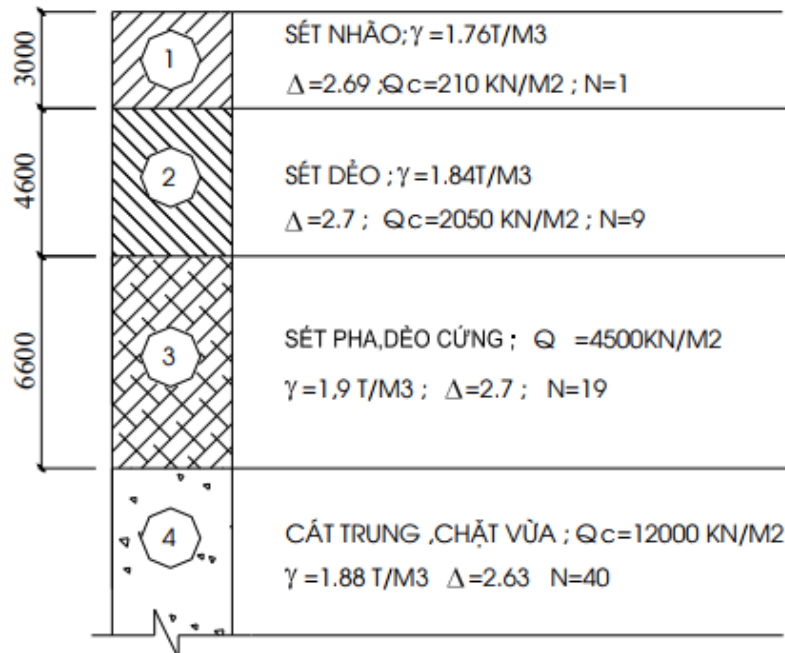 3000
1
SÉT NHÃO;γ =1.76T/M3
Δ=2.69 ;Qc=210 KN/M2 ; N=1
4600
2
SÉT DẺO ; γ =1.84T/M3
Δ=2.7 ; Qc=2050 KN/M2 ; N=9
6600
3
SÉT PHA,DẺO CỨNG ; Q =4500KN/M2
γ =1,9 T/M3 ; Δ=2.7 ; N=19
4
CÁT TRUNG ,CHẶT VỪA ; Qc=12000 KN/M2
γ =1.88 T/M3 Δ=2.63 N=40